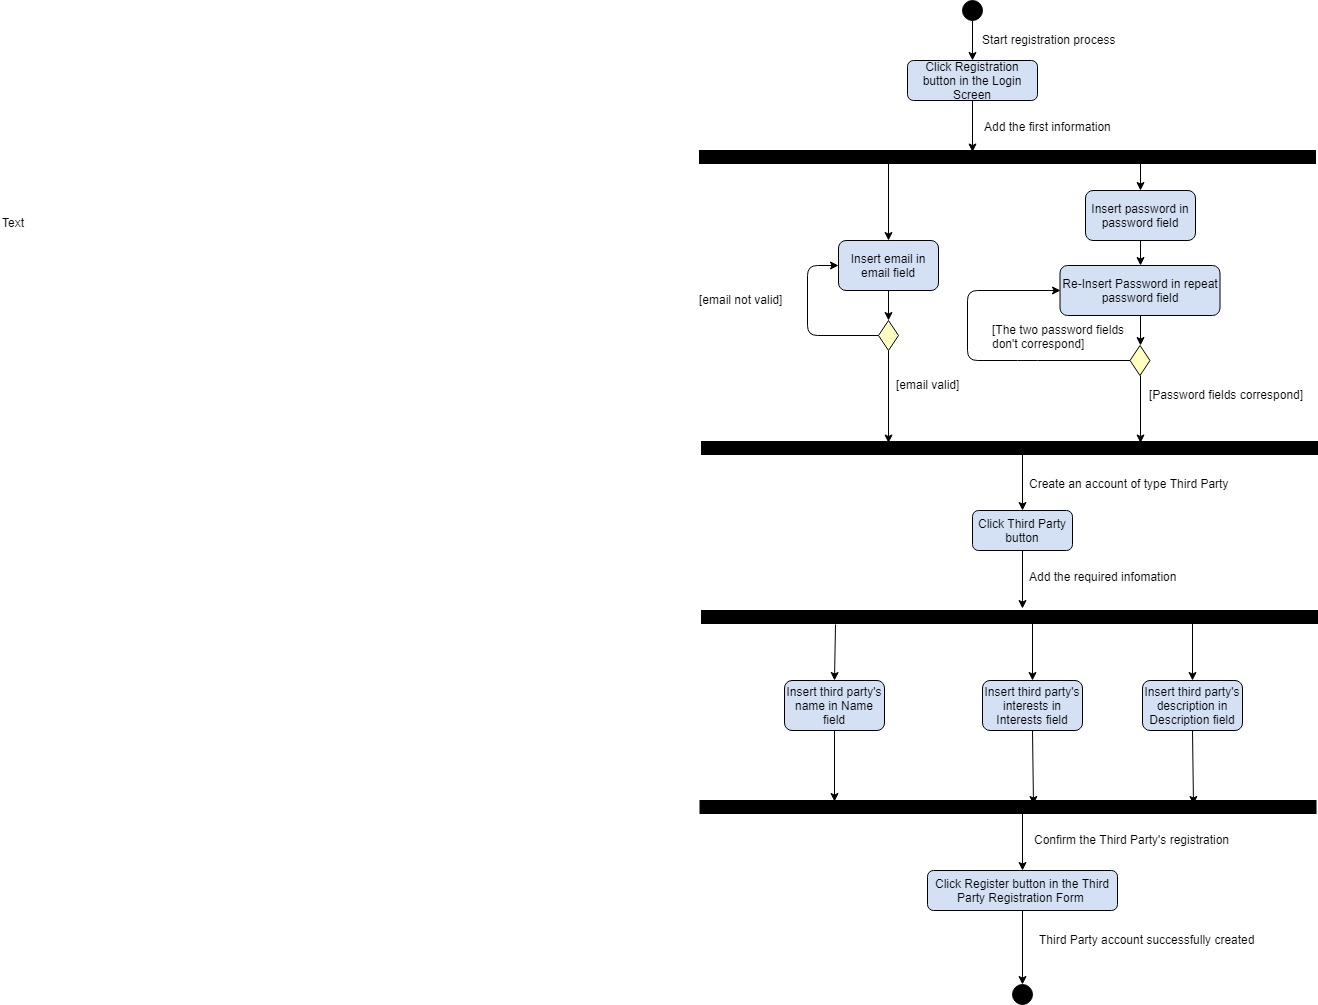 Start registration process
Click Registration
button in the Login
Screen
Add the first information
Text
Insert password in
password field
Insert email in
email field
Re-Insert Password in repeat
password field
[email not valid]
[The two password fields
don't correspond]
[email valid]
[Password fields correspond]
Create an account of type Third Party
Click Third Party
button
Add the required infomation
Insert third party's
name in Name
field
Insert third party's
interests in
Interests field
Insert third party's
description in
Description field
Confirm the Third Party's registration
Click Register button in the Third
Party Registration Form
Third Party account successfully created